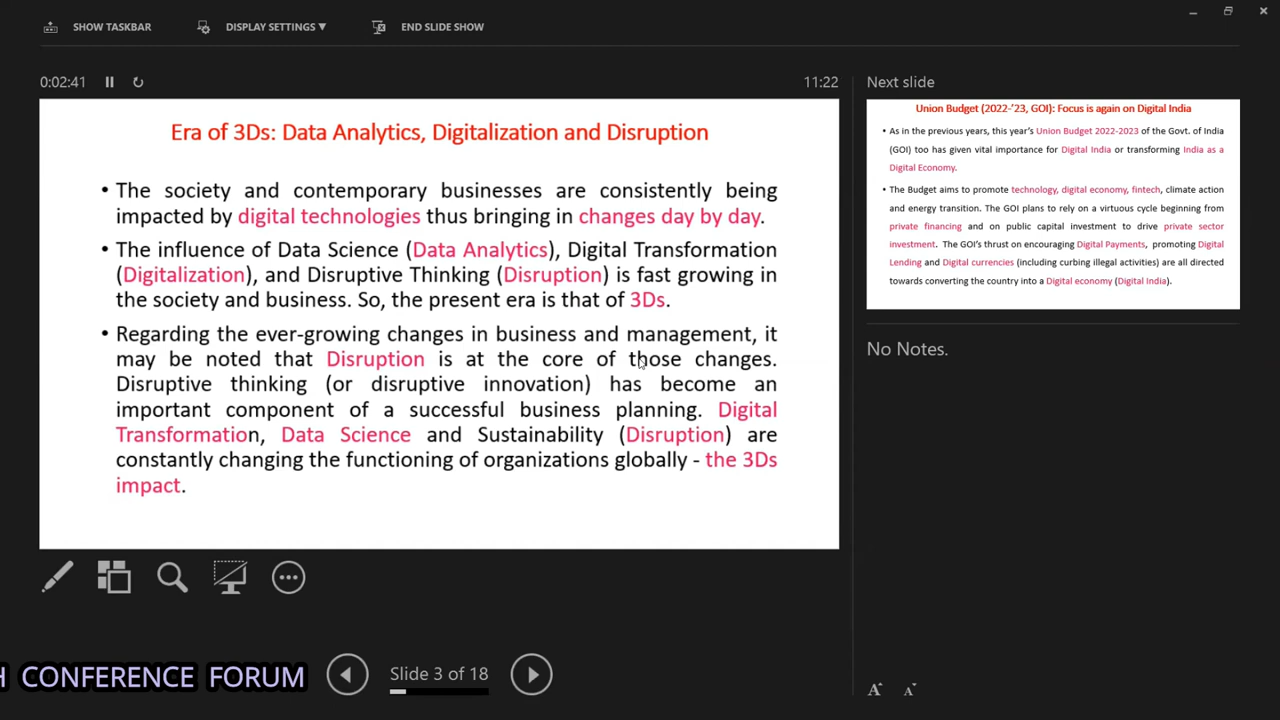 SHOW TASKBAR
DISPLAY SETTINGS ▼
END SLIDE SHOW
0:02:41
11:22
Era of 3Ds: Data Analytics, Digitalization and Disruption
• The society and contemporary businesses are consistently being
impacted by digital technologies thus bringing in changes day by day.
• The influence of Data Science (Data Analytics), Digital Transformation
(Digitalization), and Disruptive Thinking (Disruption) is fast growing in
the society and business. So, the present era is that of 3Ds.
• Regarding the ever-growing changes in business and management, it
may be noted that Disruption is at the core of those changes.
Disruptive thinking (or disruptive innovation) has become an
important component of a successful business planning. Digital
Transformation, Data Science and Sustainability (Disruption) are
constantly changing the functioning of organizations globally - the 3Ds
impact.
Next slide
Union Budget (2022-'23, GOI): Focus is again on Digital India
• As in the previous years, this year's Union Budget 2022-2023 of the Govt. of India
(GOI) too has given vital importance for Digital India or transforming India as a
Digital Economy.
• The Budget aims to promote technology, digital economy, fintech, climate action
and energy transition. The GOI plans to rely on a virtuous cycle beginning from
private financing and on public capital investment to drive private sector
investment. The GOI's thrust on encouraging Digital Payments, promoting Digital
Lending and Digital currencies (including curbing illegal activities) are all directed
towards converting the country into a Digital economy (Digital India).
No Notes.
H CONFERENCE FORUM
Slide 3 of 18
A A